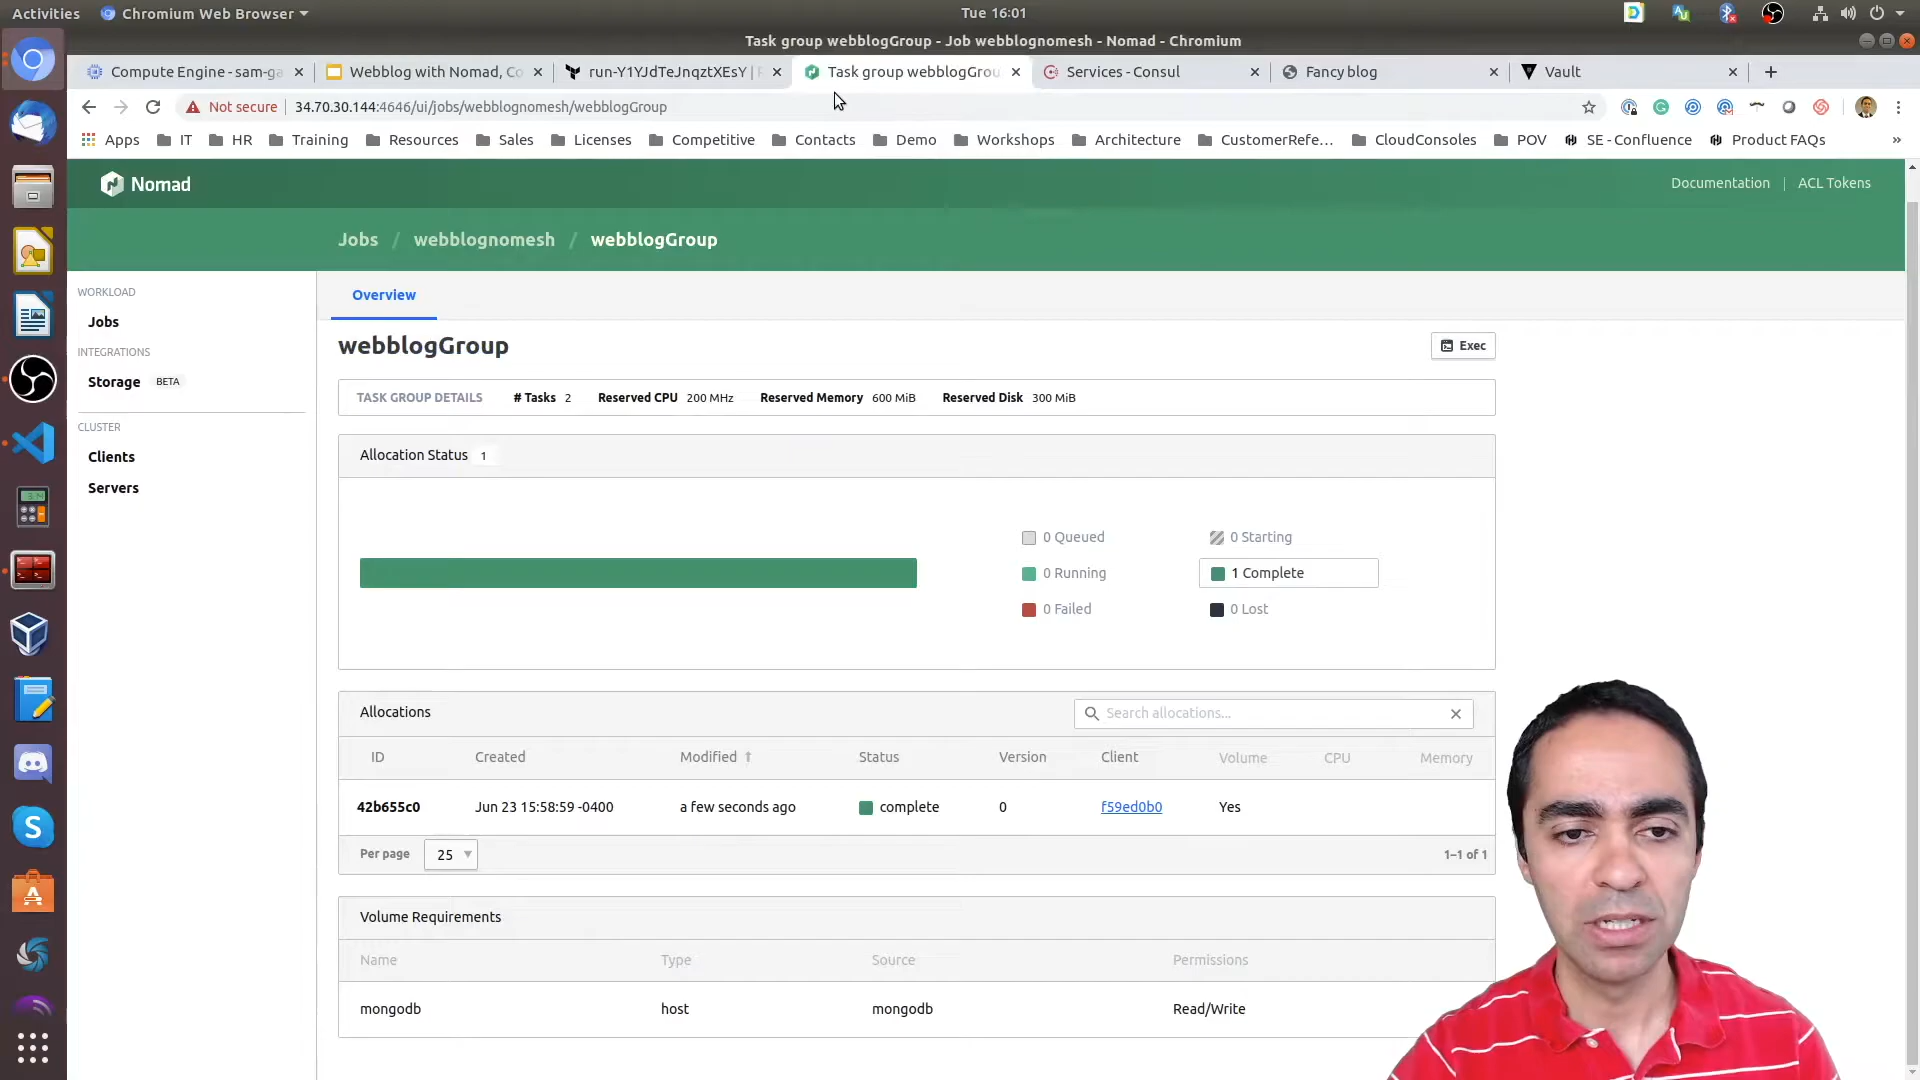 Activities Chromium Web Browser Tue 16:01
Task group webblogGroup - Job webblognomesh - Nomad - Chromium
Compute Engine - sam-ga Webblog with Nomad, Co run-Y1YJdTeJnqztXEsY | Task group webblogGrou Services - Consul Fancy blog Vault
Not secure 34.70.30.144:4646/ui/jobs/webblognomesh/webblogGroup
Apps IT HR Training Resources Sales Licenses Competitive Contacts Demo Workshops Architecture CustomerRefe... CloudConsoles POV SE - Confluence Product FAQs »
Nomad Documentation | ACL Tokens
Jobs / webblognomesh / webblogGroup
WORKLOAD
Jobs
INTEGRATIONS
Storage BETA
CLUSTER
Clients
Servers
Overview
webblogGroup Exec
TASK GROUP DETAILS # Tasks 2 Reserved CPU 200 MHz Reserved Memory 600 MiB Reserved Disk 300 MiB
Allocation Status 1
0 Queued 0 Starting
0 Running 1 Complete
0 Failed 0 Lost
Allocations Search allocations...
ID Created Modified ↑ Status Version Client Volume CPU Memory
42b655c0 Jun 23 15:58:59 -0400 a few seconds ago complete 0 f59ed0b0 Yes
Per page 25 1–1 of 1
Volume Requirements
Name Type Source Permissions
mongodb host mongodb Read/Write